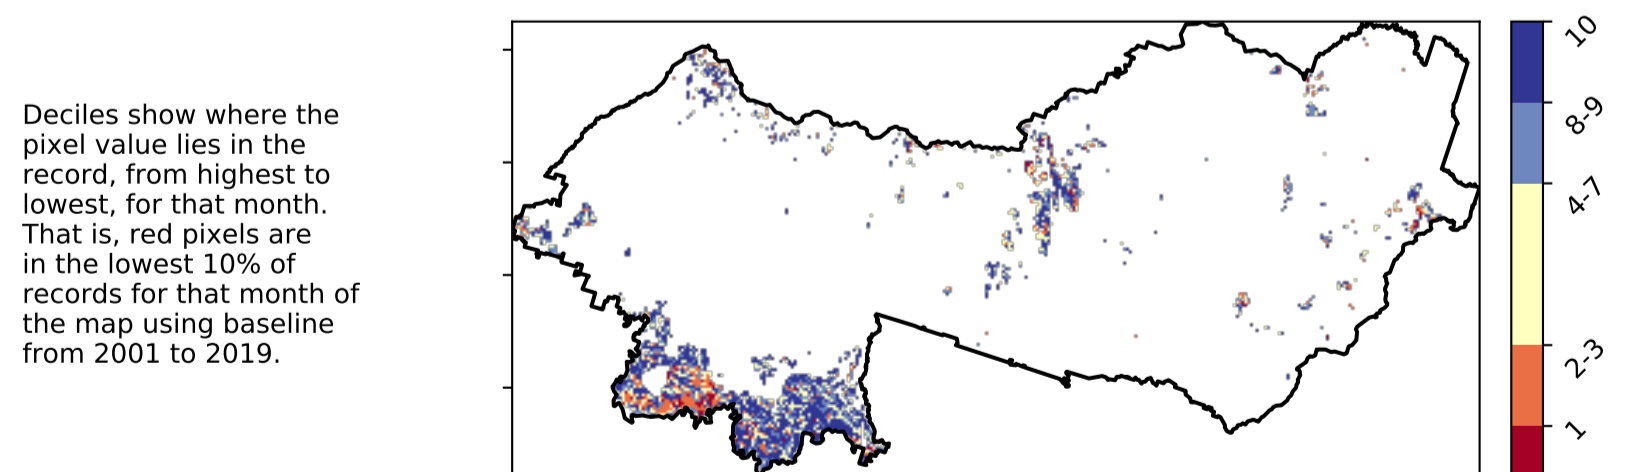 Deciles show where the
pixel value lies in the
record, from highest to
lowest, for that month.
That is, red pixels are
in the lowest 10% of
records for that month of
the map using baseline
from 2001 to 2019.
10
8-9
4-7
2-3
1